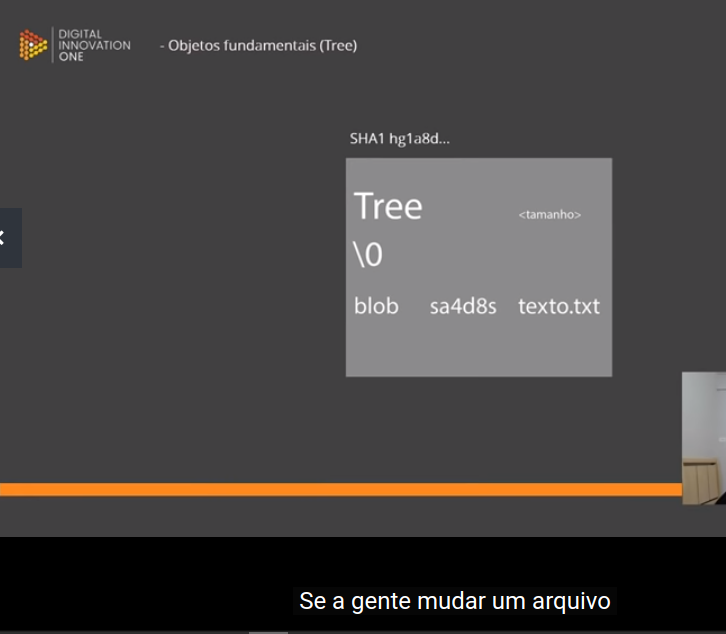 DIGITAL
INNOVATION
ONE
- Objetos fundamentais (Tree)
SHA1 hg1a8d...
Tree <tamanho>
\0
blob sa4d8s texto.txt
Se a gente mudar um arquivo